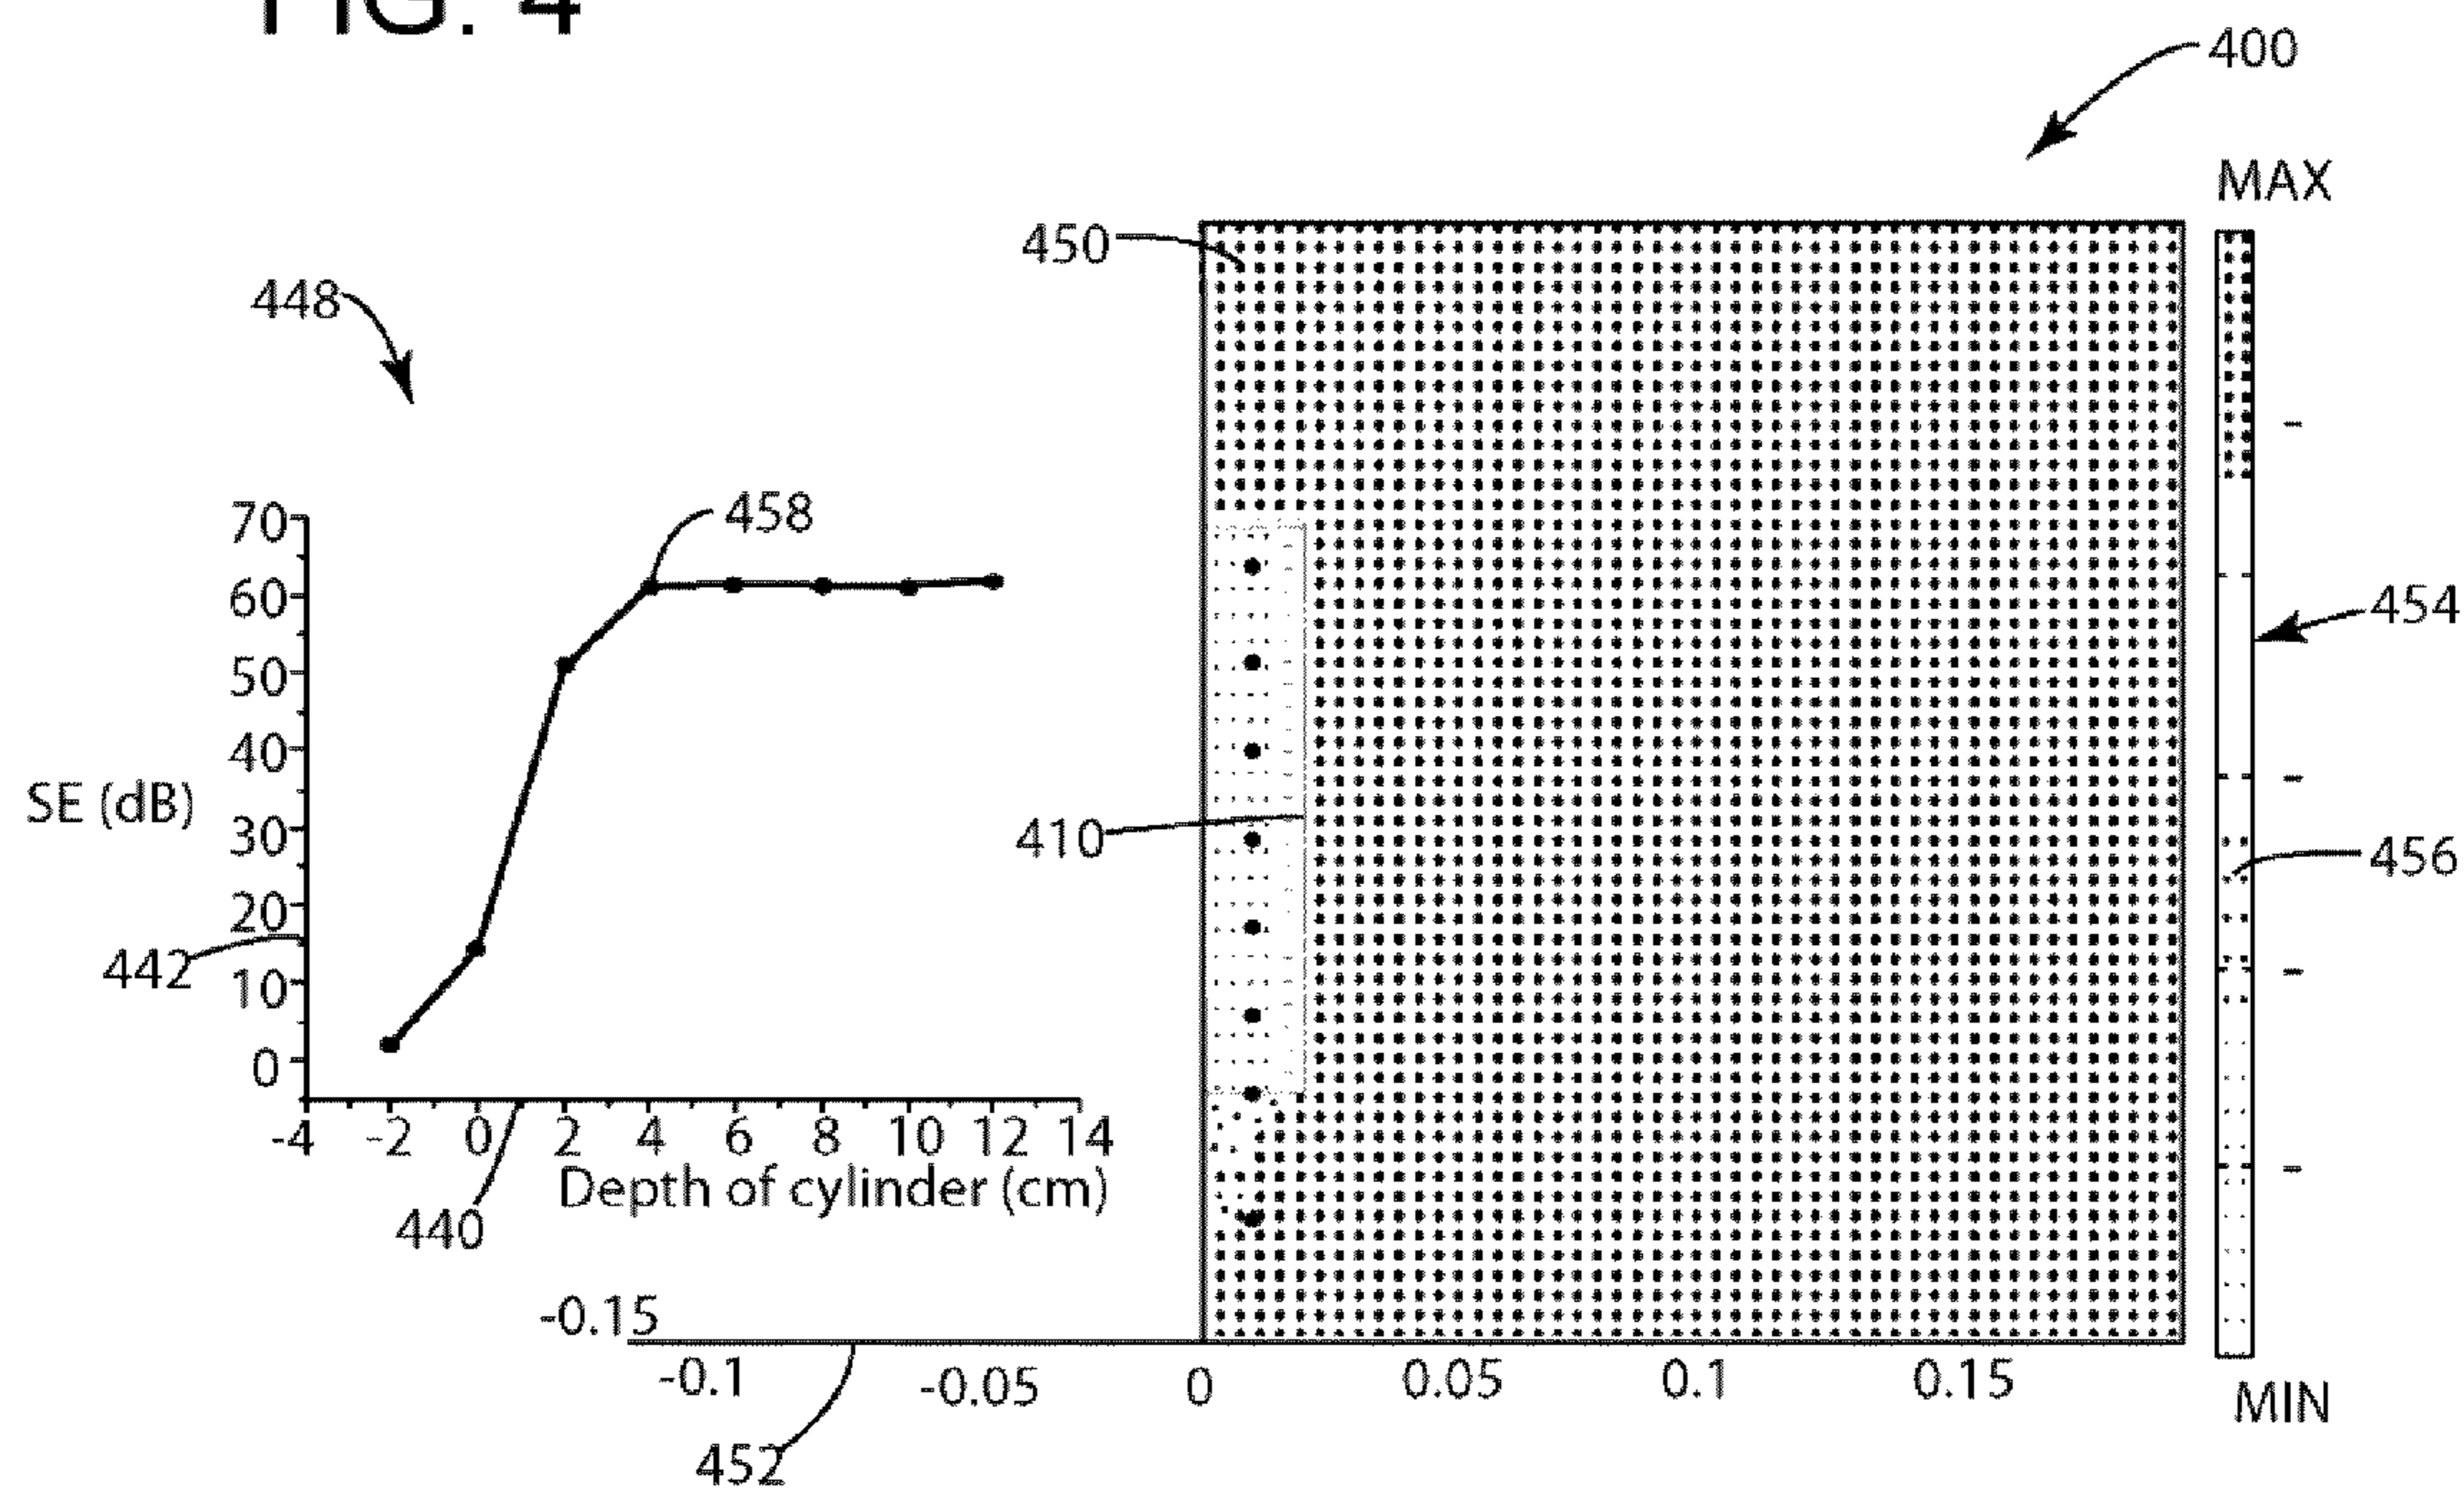 FIG. 4
400
MAX
450
448
70
458
60
454
50
40
SE (dB)
30
410
456
20
442
10
0
-4 -2 0 2 4 6 8 10 12 14
Depth of cylinder (cm)
440
-0.15
-0.1 -0.05 0 0.05 0.1 0.15
MIN
452